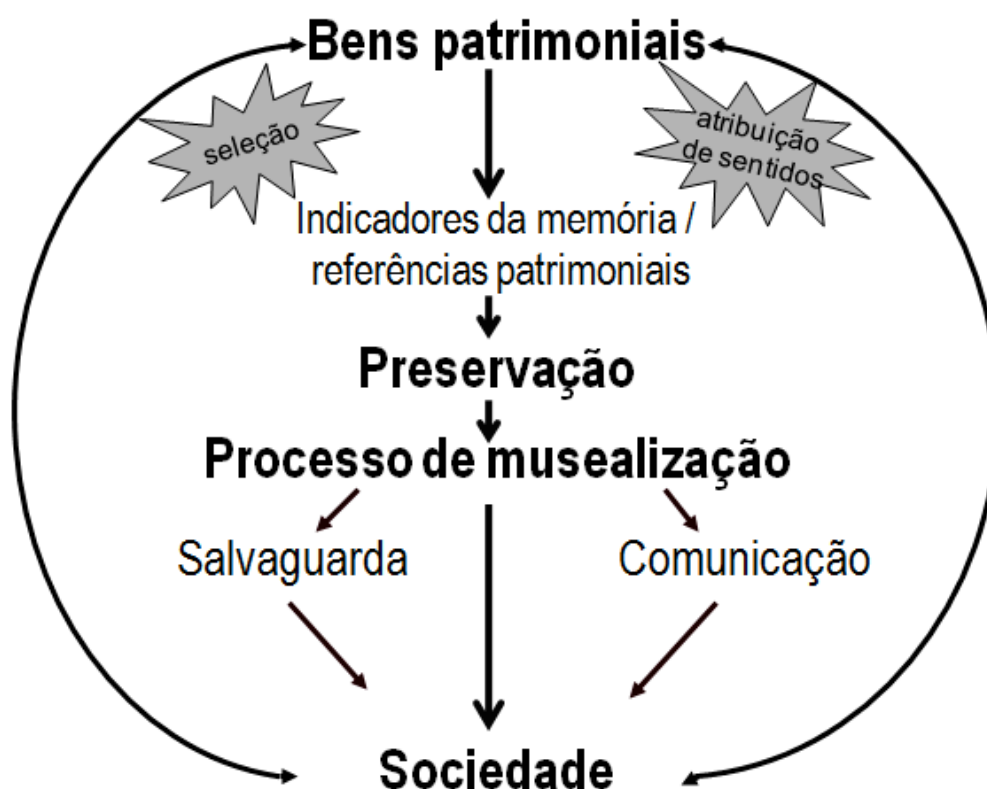 Bens patrimoniais
seleção
atribuição
de sentidos
Indicadores da memória /
referências patrimoniais
Preservação
Processo de musealização
Salvaguarda
Comunicação
Sociedade